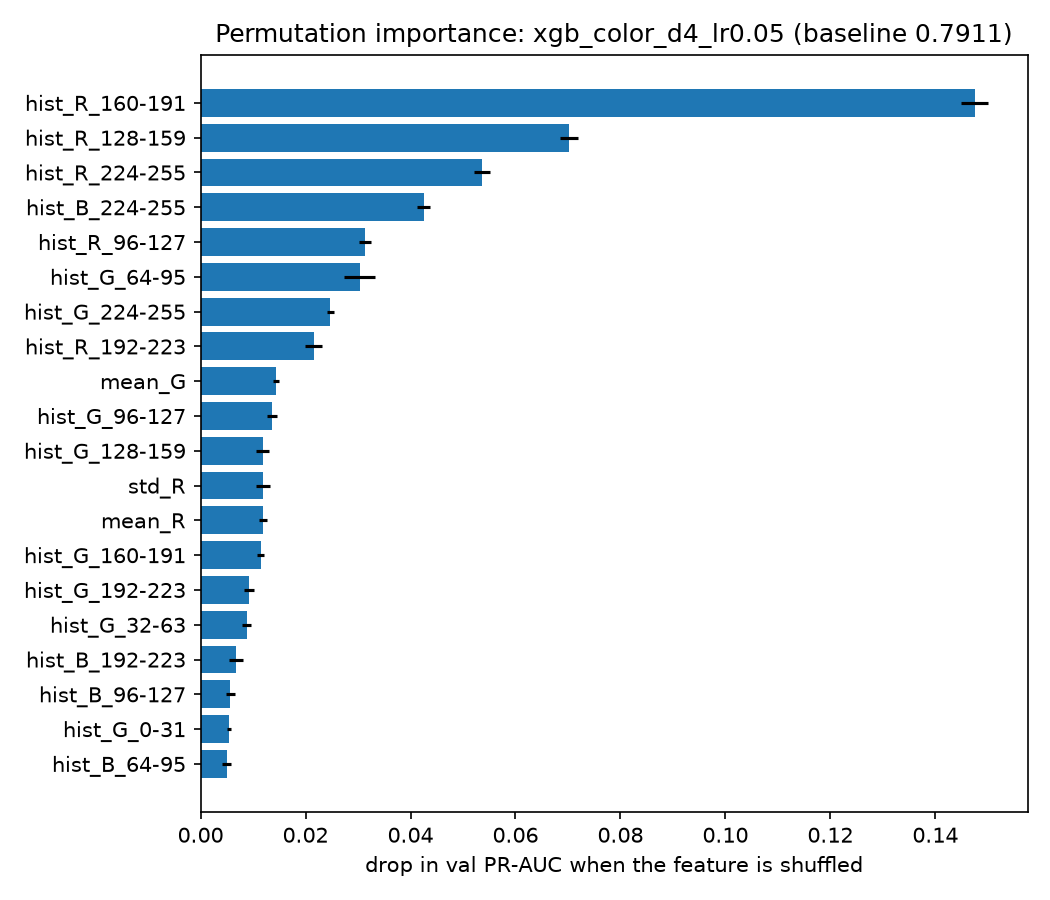 Permutation importance: xgb_color_d4_lr0.05 (baseline 0.7911)
hist_R_160-191
hist_R_128-159
hist_R_224-255
hist_B_224-255
hist_R_96-127
hist_G_64-95
hist_G_224-255
hist_R_192-223
mean_G
hist_G_96-127
hist_G_128-159
std_R
mean_R
hist_G_160-191
hist_G_192-223
hist_G_32-63
hist_B_192-223
hist_B_96-127
hist_G_0-31
hist_B_64-95
0.00 0.02 0.04 0.06 0.08 0.10 0.12 0.14
drop in val PR-AUC when the feature is shuffled